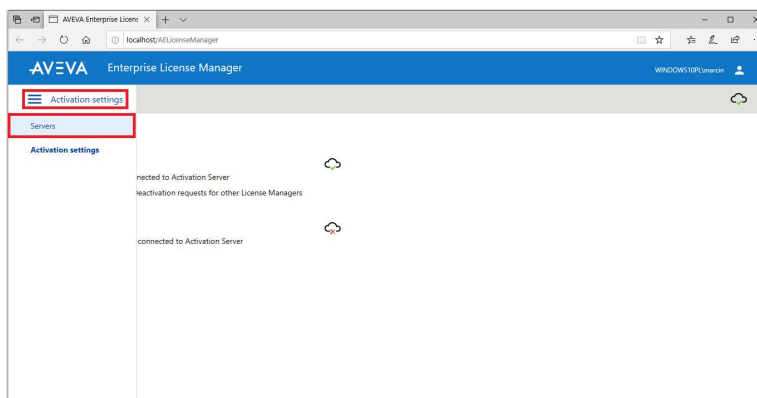 AVEVA Enterprise Licens
localhost/AELicenseManager
AVEVA Enterprise License Manager
WINDOWS10PL\marcin
Activation settings
Servers
Activation settings
nnected to Activation Server
Deactivation requests for other License Managers
connected to Activation Server